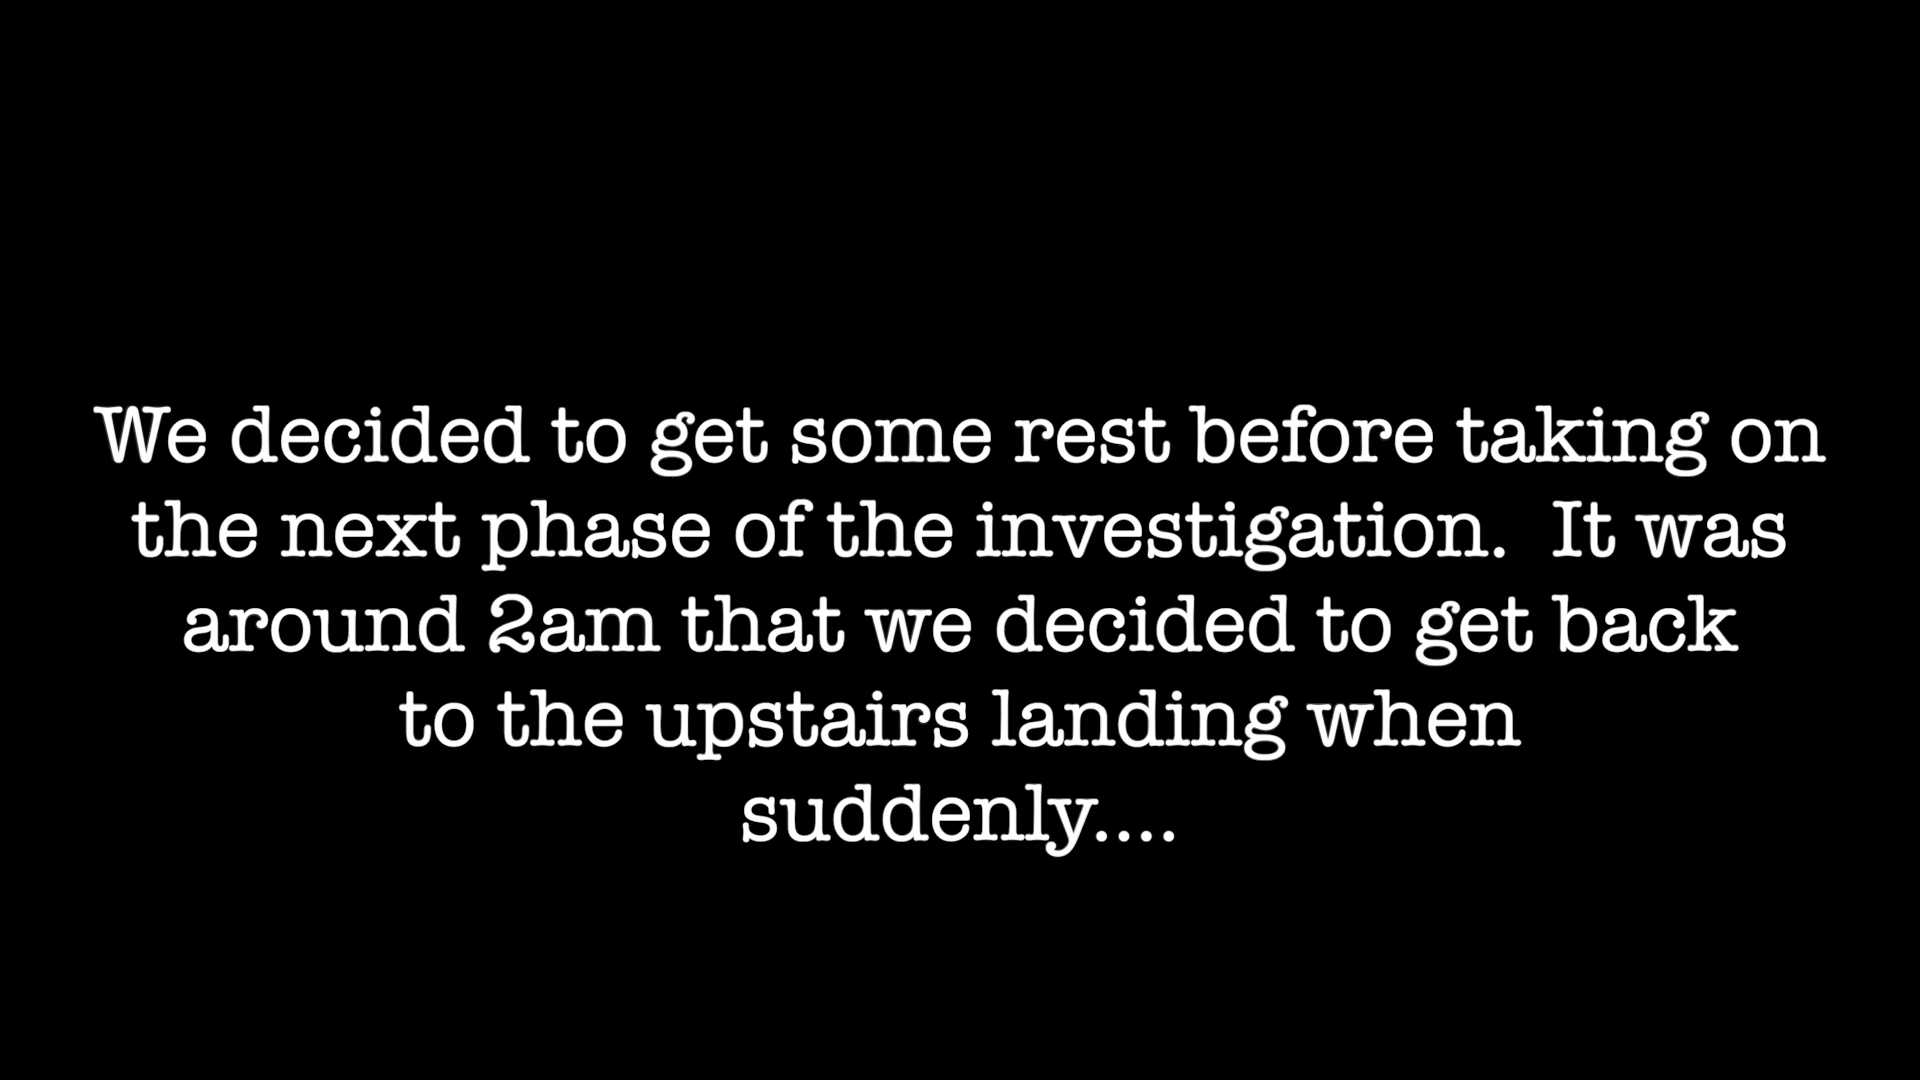 We decided to get some rest before taking on
the next phase of the investigation.  It was
around 2am that we decided to get back
to the upstairs landing when
suddenly....